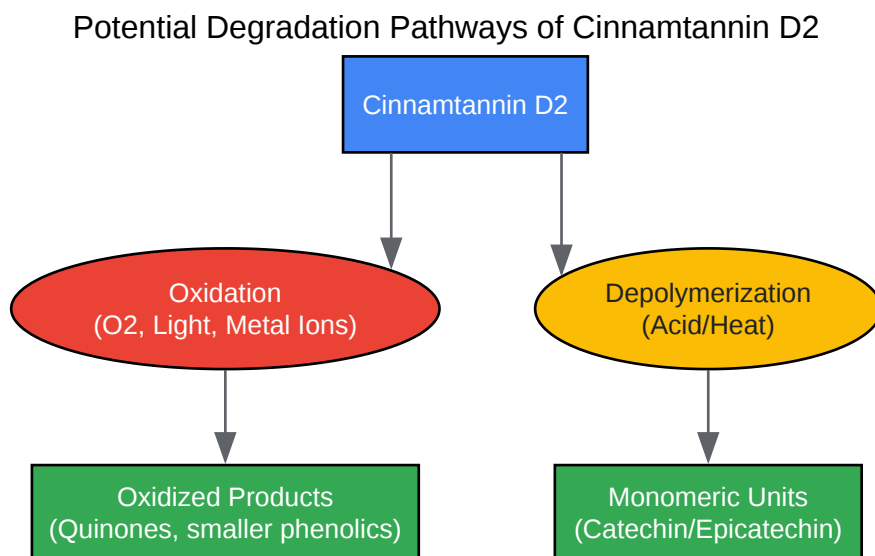 Potential Degradation Pathways of Cinnamtannin D2
Cinnamtannin D2
Oxidation
(O2, Light, Metal Ions)
Depolymerization
(Acid/Heat)
Oxidized Products
(Quinones, smaller phenolics)
Monomeric Units
(Catechin/Epicatechin)